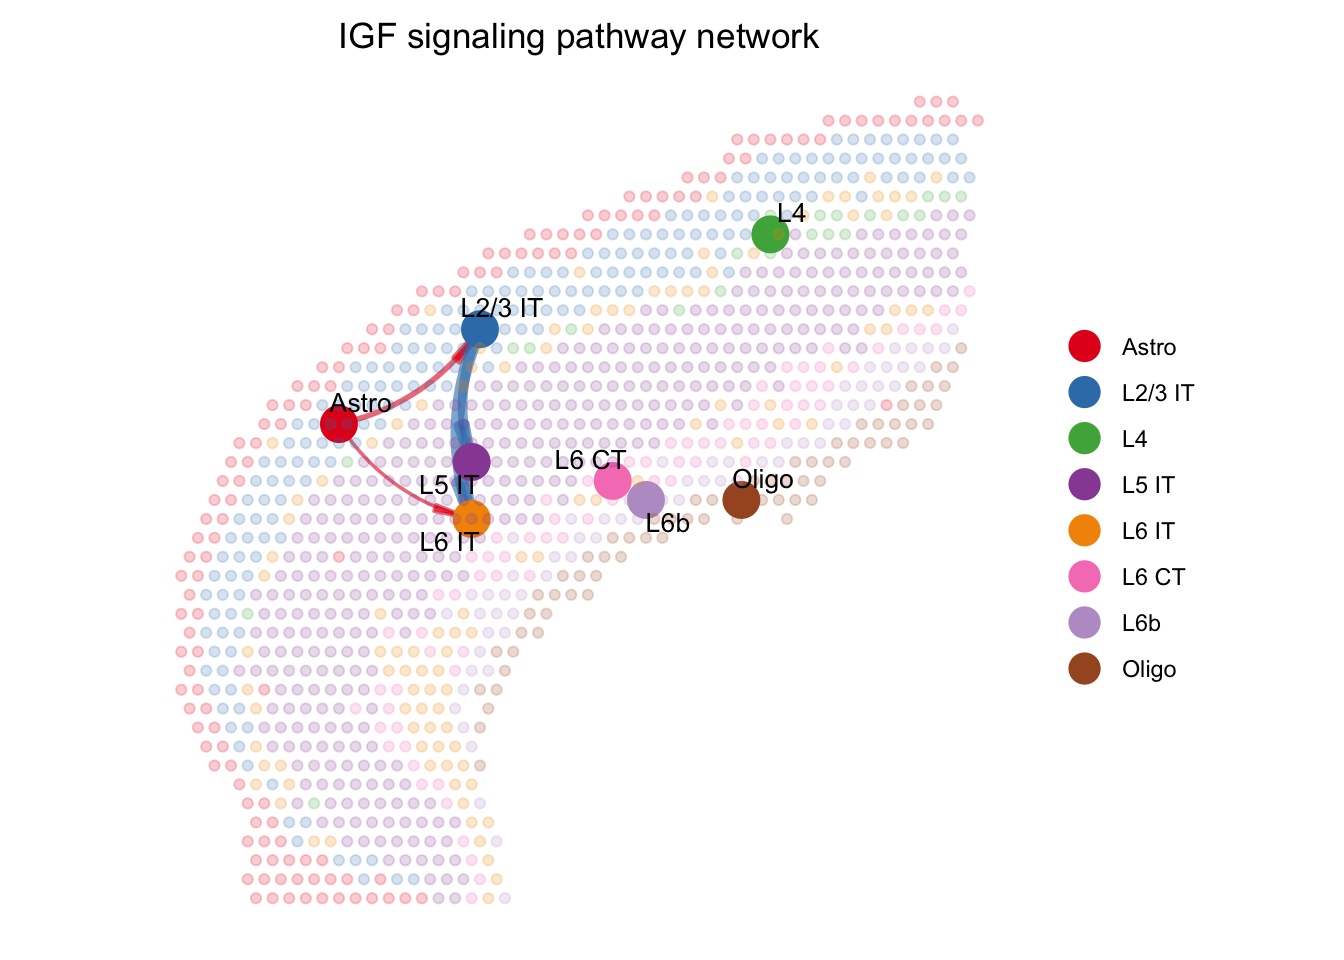 IGF signaling pathway network
L4
L2/3 IT
Astro
L5 IT
L6 IT
L6 CT
L6b
Oligo
Astro
L2/3 IT
L4
L5 IT
L6 IT
L6 CT
L6b
Oligo